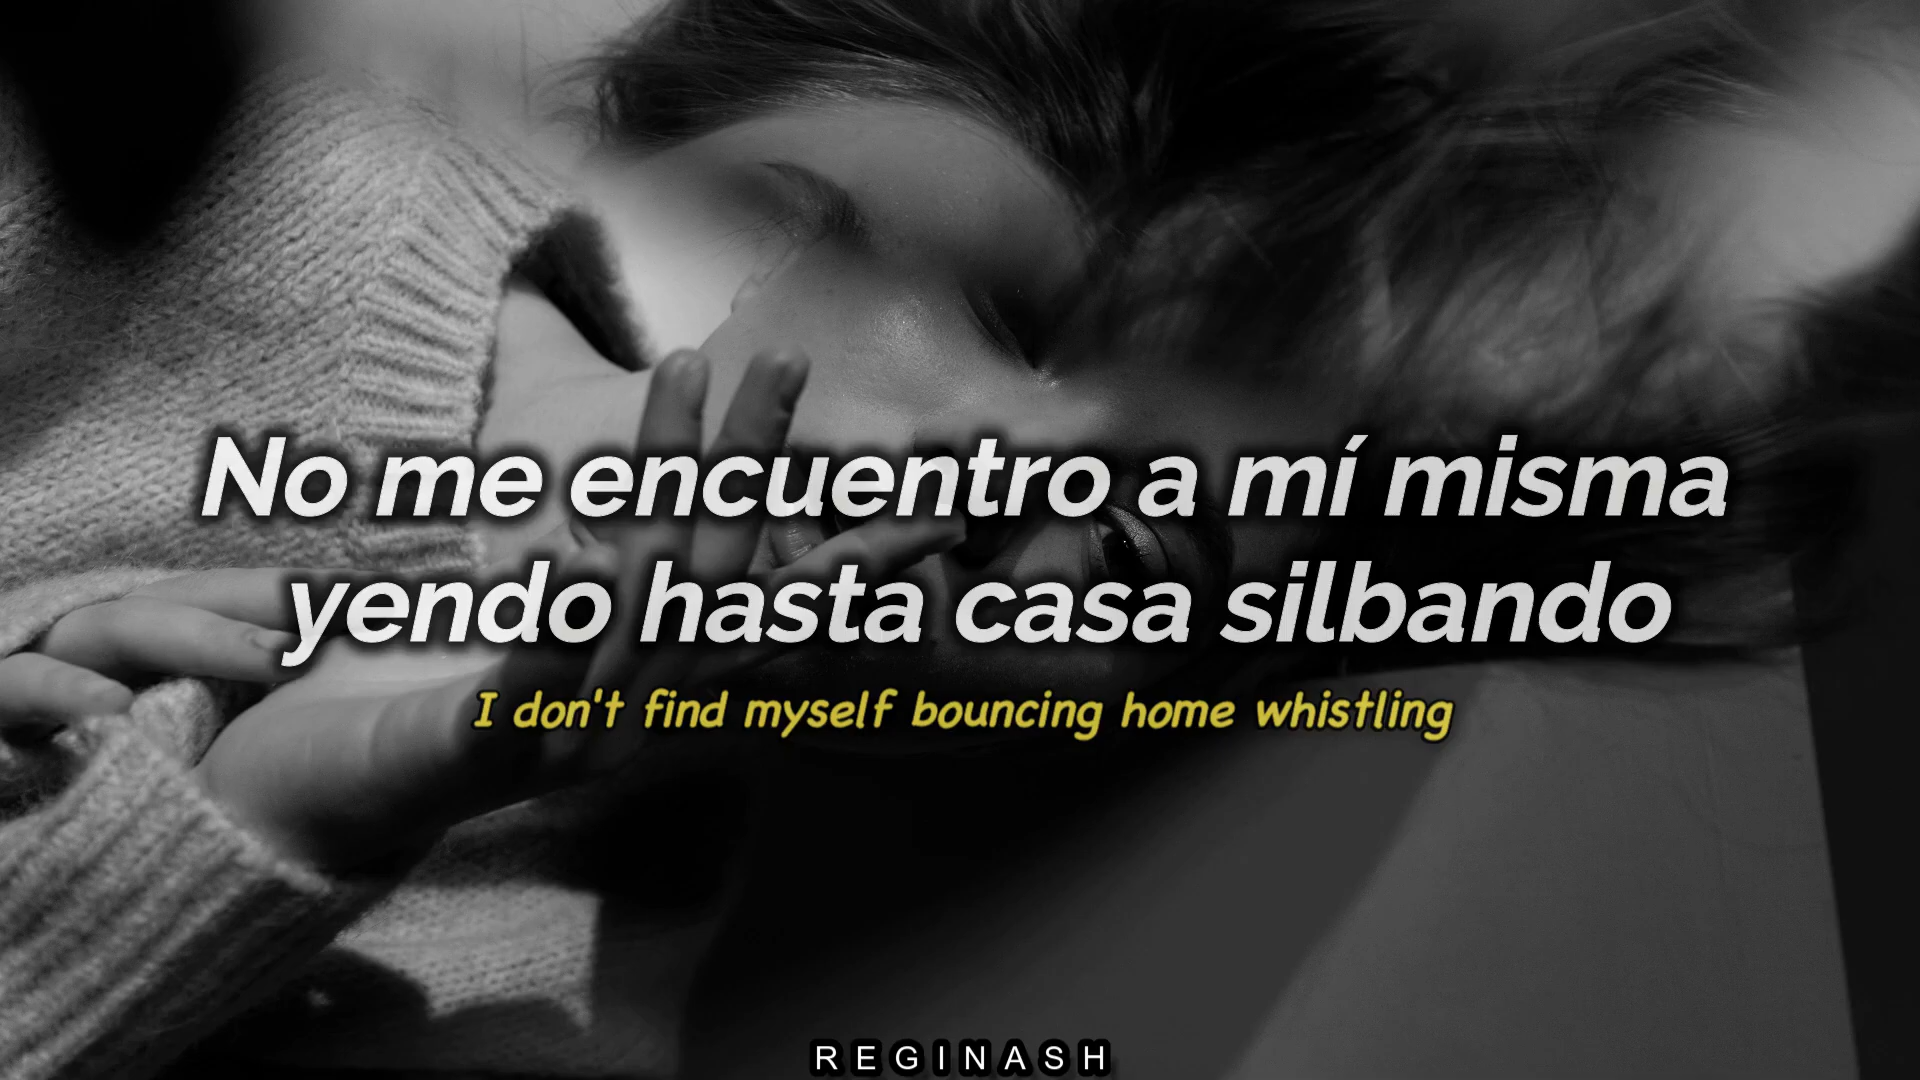 No me encuentro a mí misma
yendo hasta casa silbando
I don't find myself bouncing home whistling
REGINASH